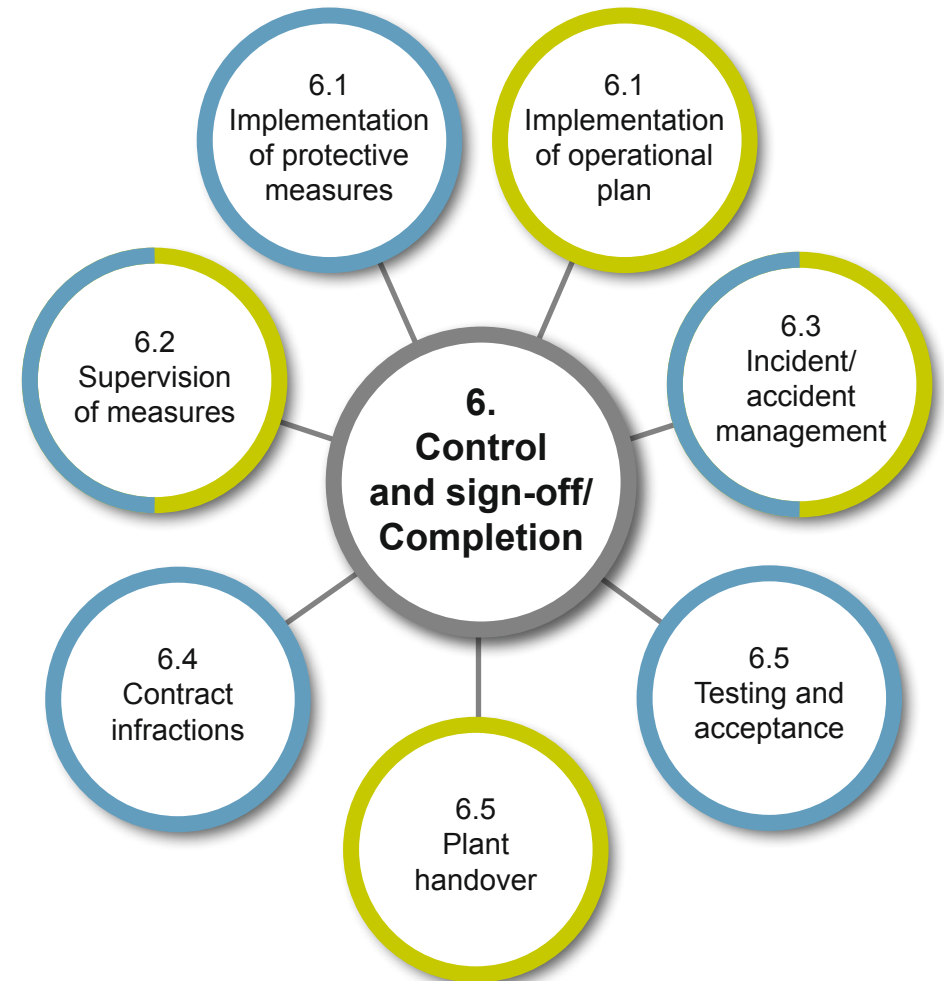 6.1
Implementation
of protective
measures
6.1
Implementation
of operational
plan
6.2
Supervision
of measures
6.3
Incident/
accident
management
6.
Control
and sign-off/
Completion
6.4
Contract
infractions
6.5
Testing and
acceptance
6.5
Plant
handover